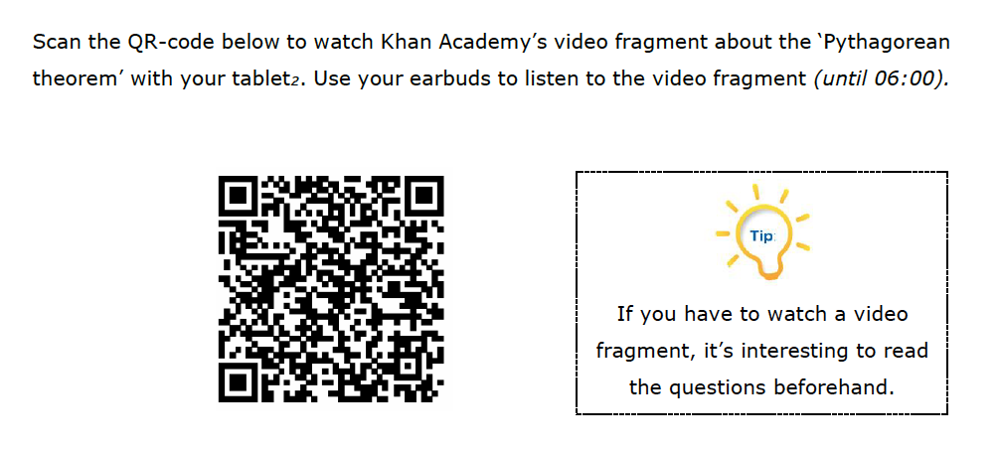 Scan the QR-code below to watch Khan Academy’s video fragment about the ‘Pythagorean
theorem’ with your tablet2. Use your earbuds to listen to the video fragment (until 06:00).
Tip:
If you have to watch a video
fragment, it’s interesting to read
the questions beforehand.